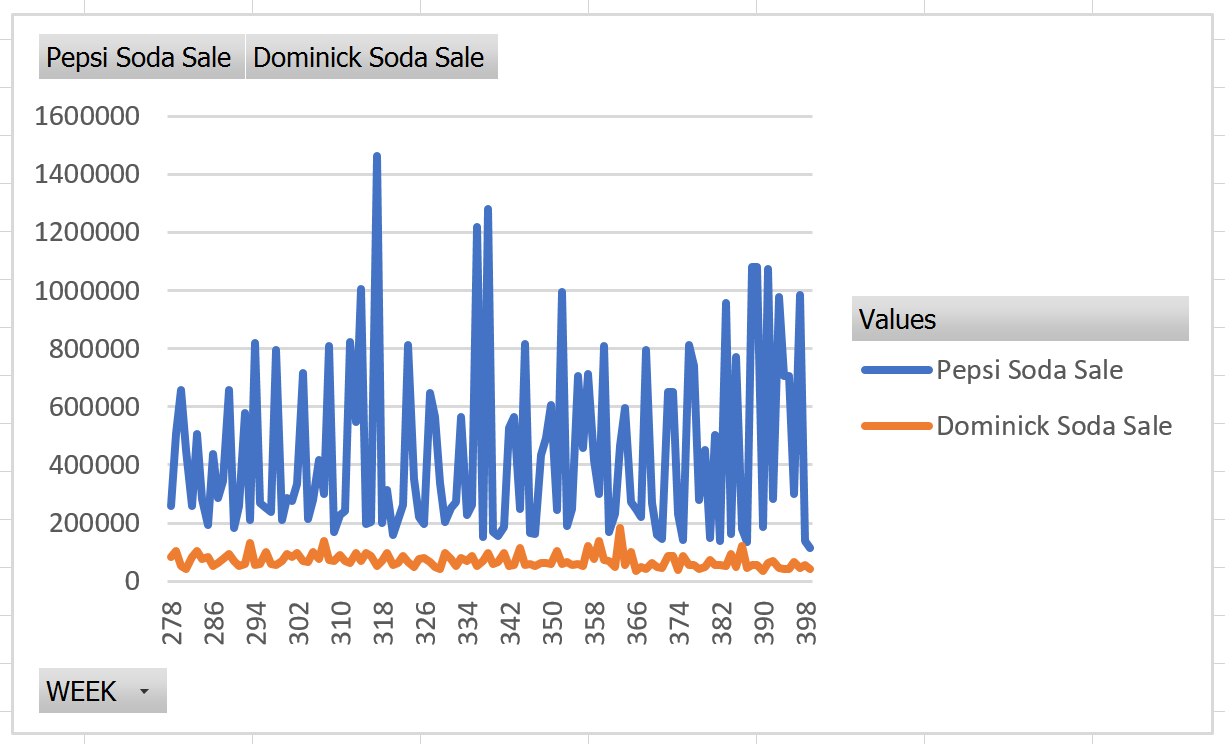 Pepsi Soda Sale Dominick Soda Sale
1600000
1400000
1200000
1000000
800000
600000
400000
200000
0
278 286 294 302 310 318 326 334 342 350 358 366 374 382 390 398
Values
Pepsi Soda Sale
Dominick Soda Sale
WEEK